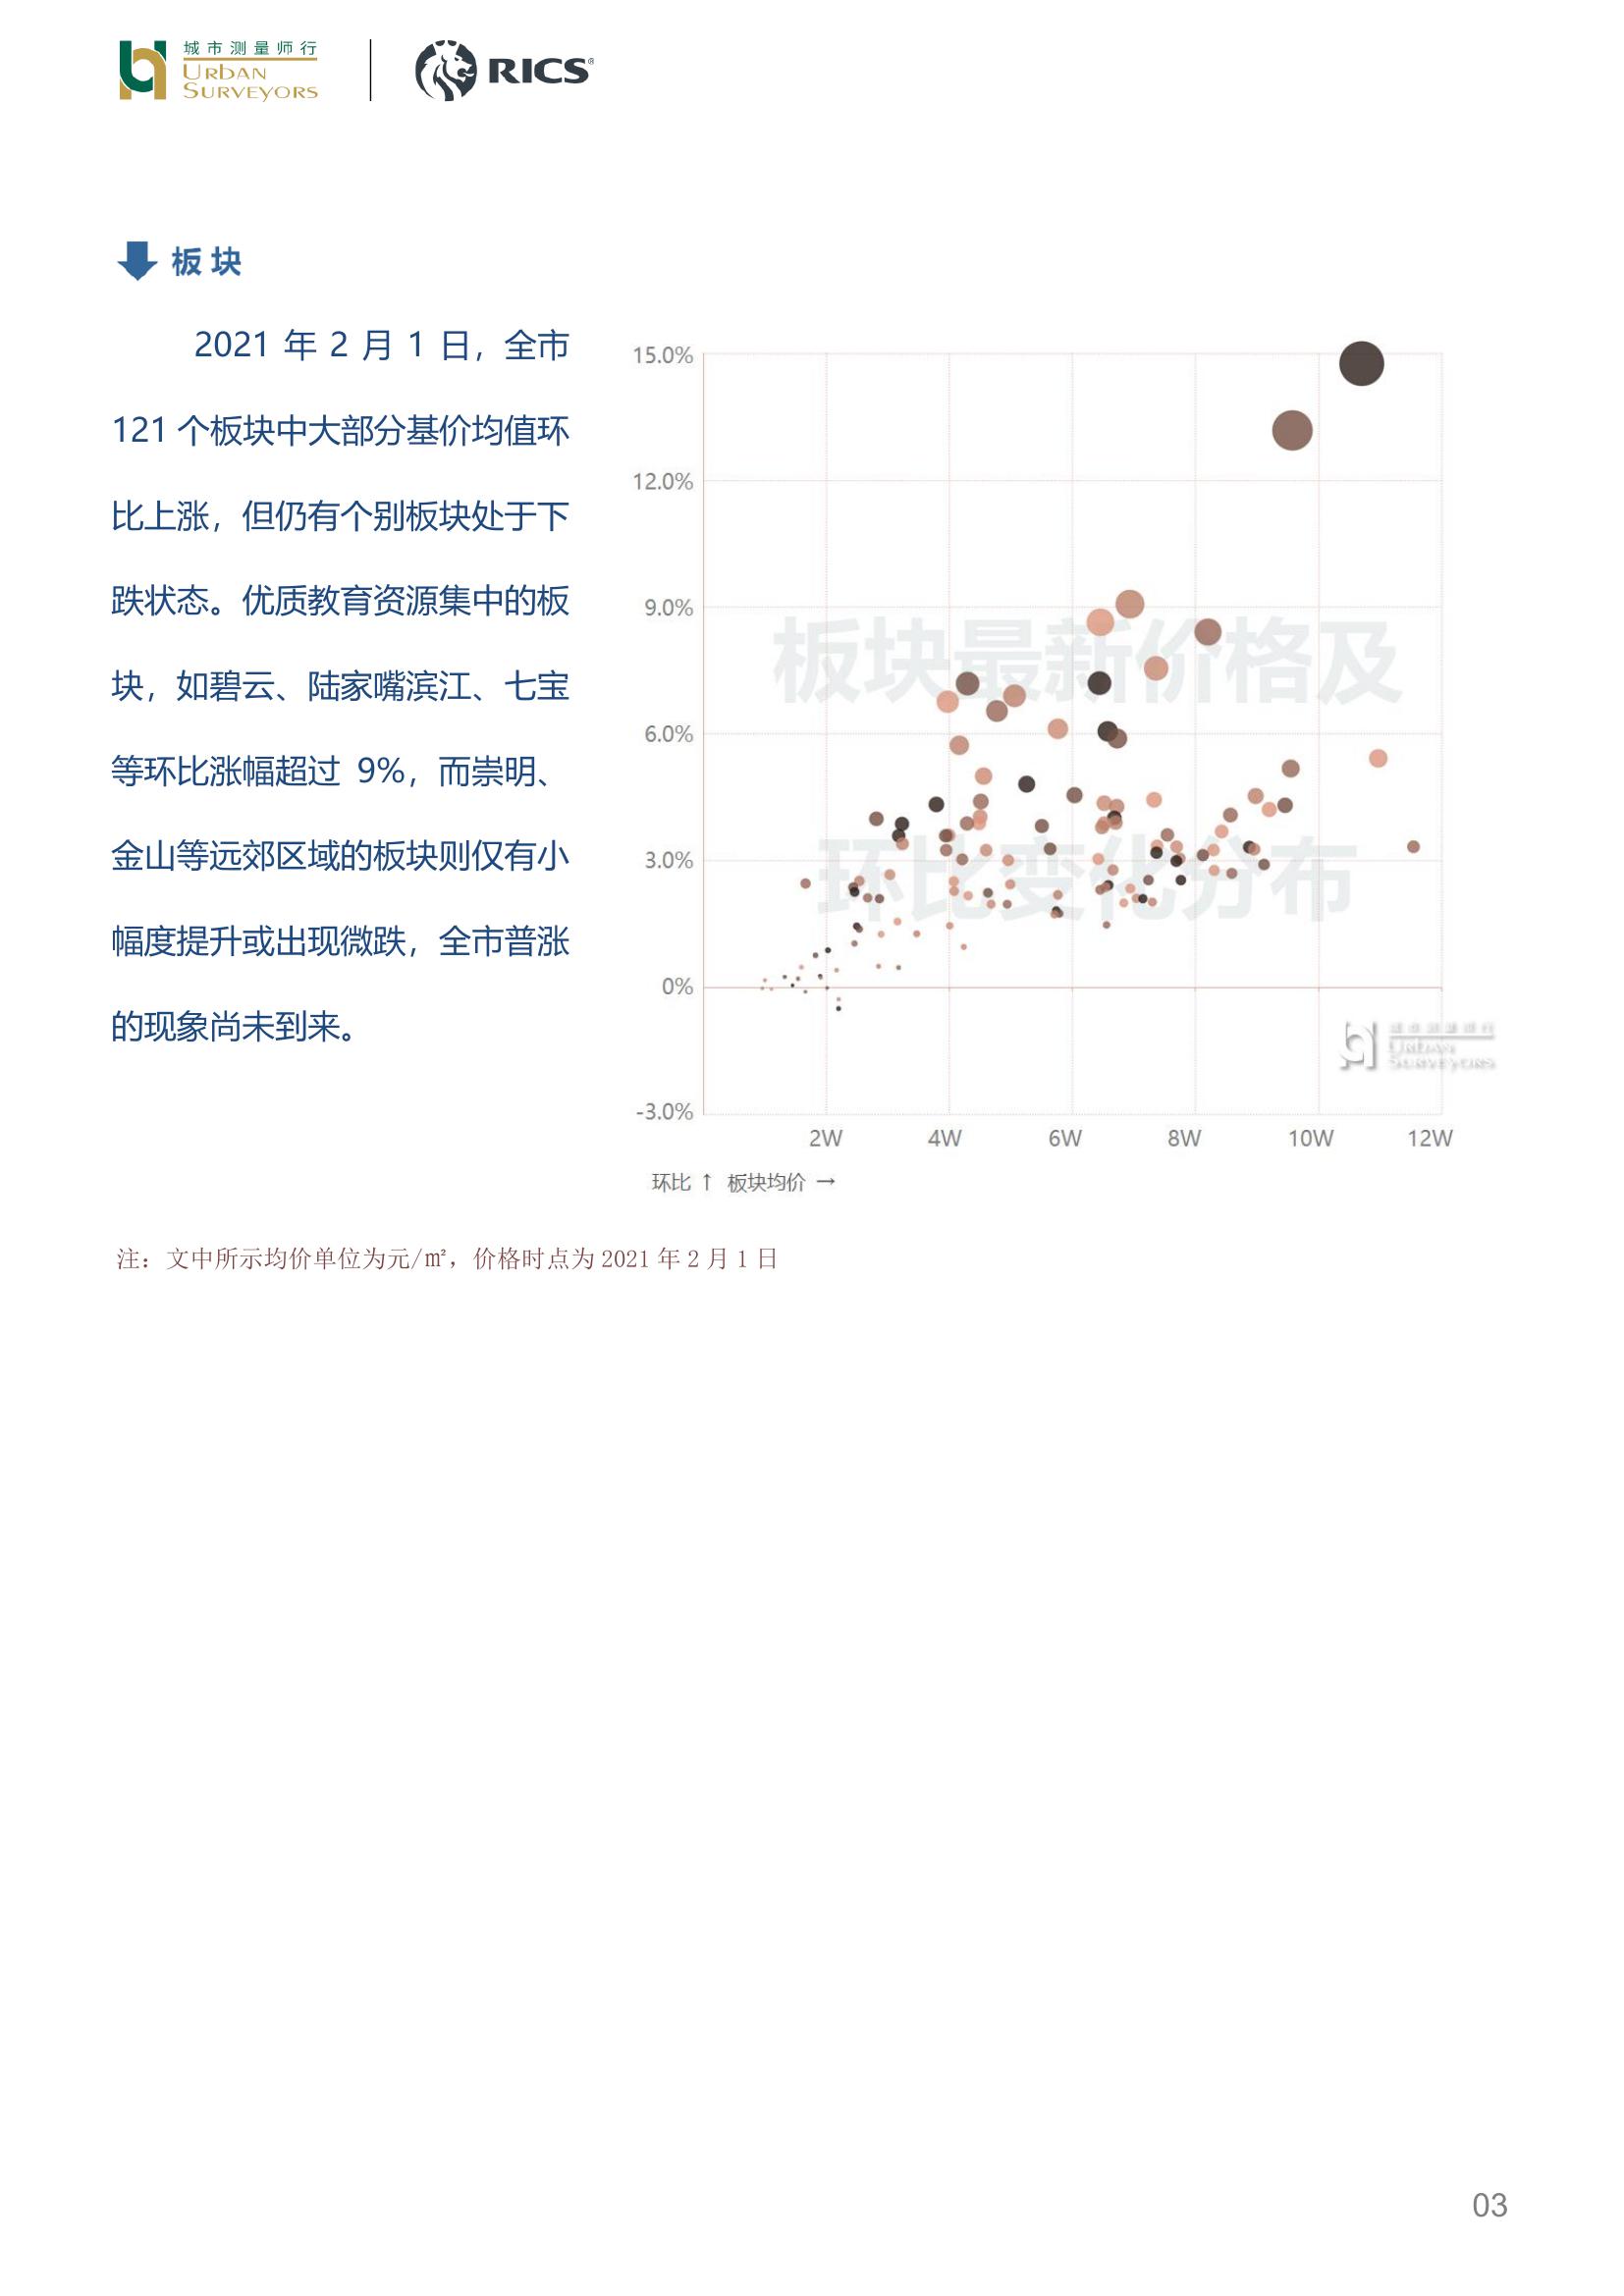 城市测量师行
URBAN
SURVEYORS
RICS®
板块
2021 年 2 月 1 日，全市
121 个板块中大部分基价均值环
比上涨，但仍有个别板块处于下
跌状态。优质教育资源集中的板
块，如碧云、陆家嘴滨江、七宝
等环比涨幅超过 9%，而崇明、
金山等远郊区域的板块则仅有小
幅度提升或出现微跌，全市普涨
的现象尚未到来。
15.0%
12.0%
9.0%
6.0%
3.0%
0%
-3.0%
板块最新价格及
环比变化分布
城市测量师行
URBAN
SURVEYORS
2W 4W 6W 8W 10W 12W
环比 ↑ 板块均价 →
注：文中所示均价单位为元/㎡，价格时点为 2021 年 2 月 1 日
03